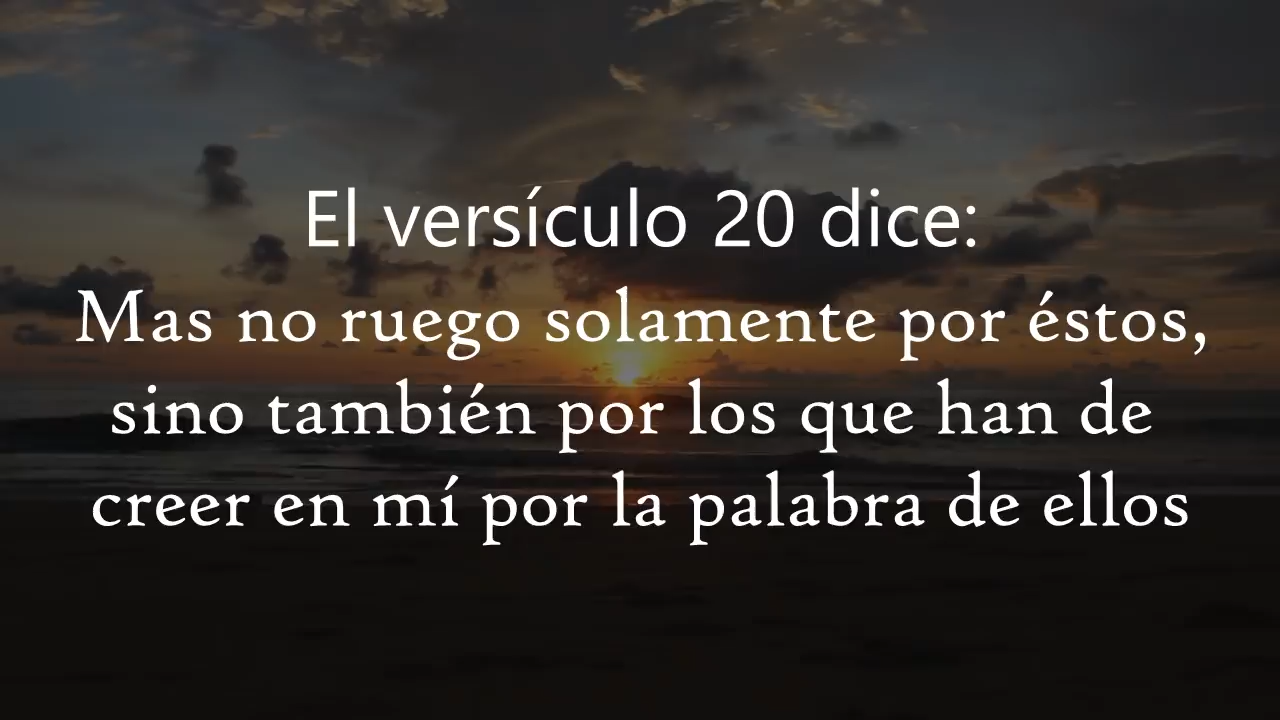 El versículo 20 dice:
Mas no ruego solamente por éstos,
sino también por los que han de
creer en mí por la palabra de ellos